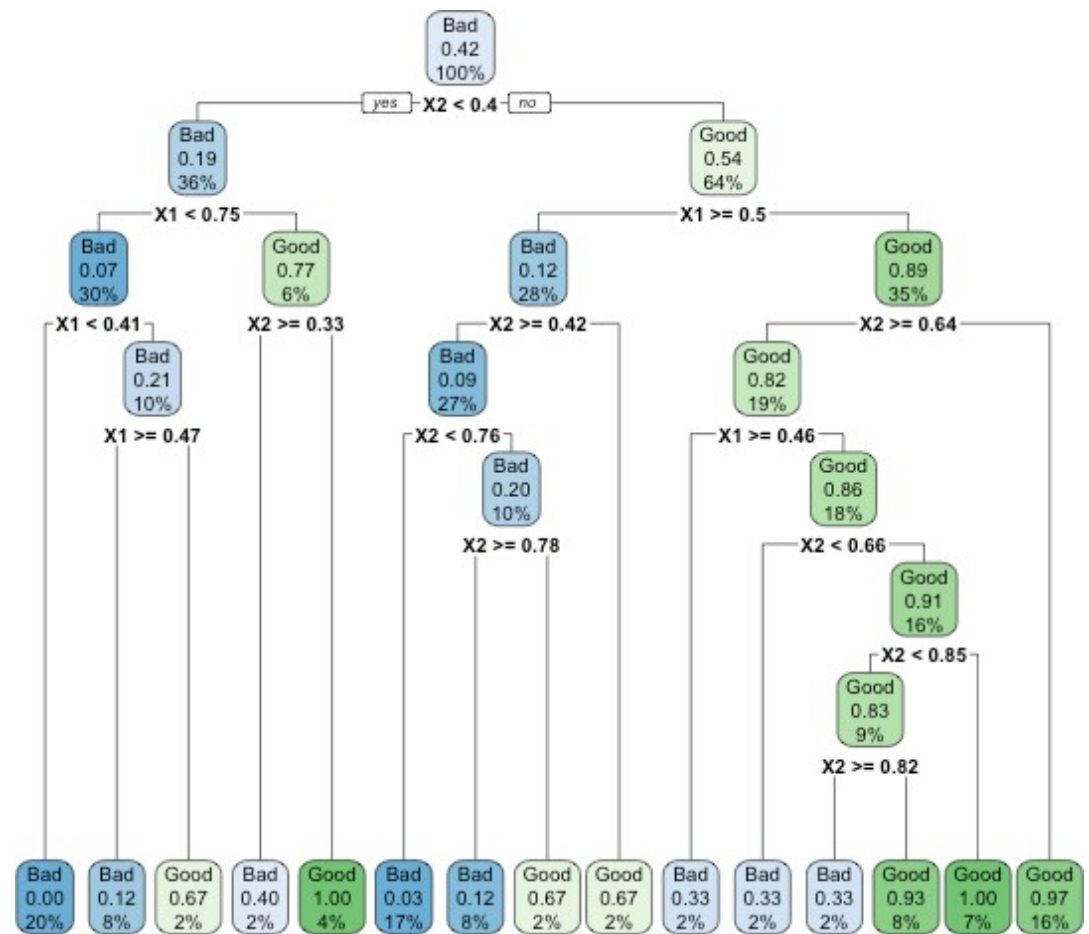 Bad
0.42
100%
yes X2 < 0.4 no
Bad Good
0.19 0.54
36% 64%
X1 < 0.75 X1 >= 0.5
Bad Good Bad Good
0.07 0.77 0.12 0.89
30% 6% 28% 35%
X1 < 0.41 X2 >= 0.33 X2 >= 0.42 X2 >= 0.64
Bad Bad Good
0.21 0.09 0.82
10% 27% 19%
X1 >= 0.47 X2 < 0.76 X1 >= 0.46
Bad Good
0.20 0.86
10% 18%
X2 >= 0.78 X2 < 0.66
Good
0.91
16%
X2 < 0.85
Good
0.83
9%
X2 >= 0.82
Bad Bad Good Bad Good Bad Bad Good Good Bad Bad Bad Good Good Good
0.00 0.12 0.67 0.40 1.00 0.03 0.12 0.67 0.67 0.33 0.33 0.33 0.93 1.00 0.97
20% 8% 2% 2% 4% 17% 8% 2% 2% 2% 2% 2% 8% 7% 16%